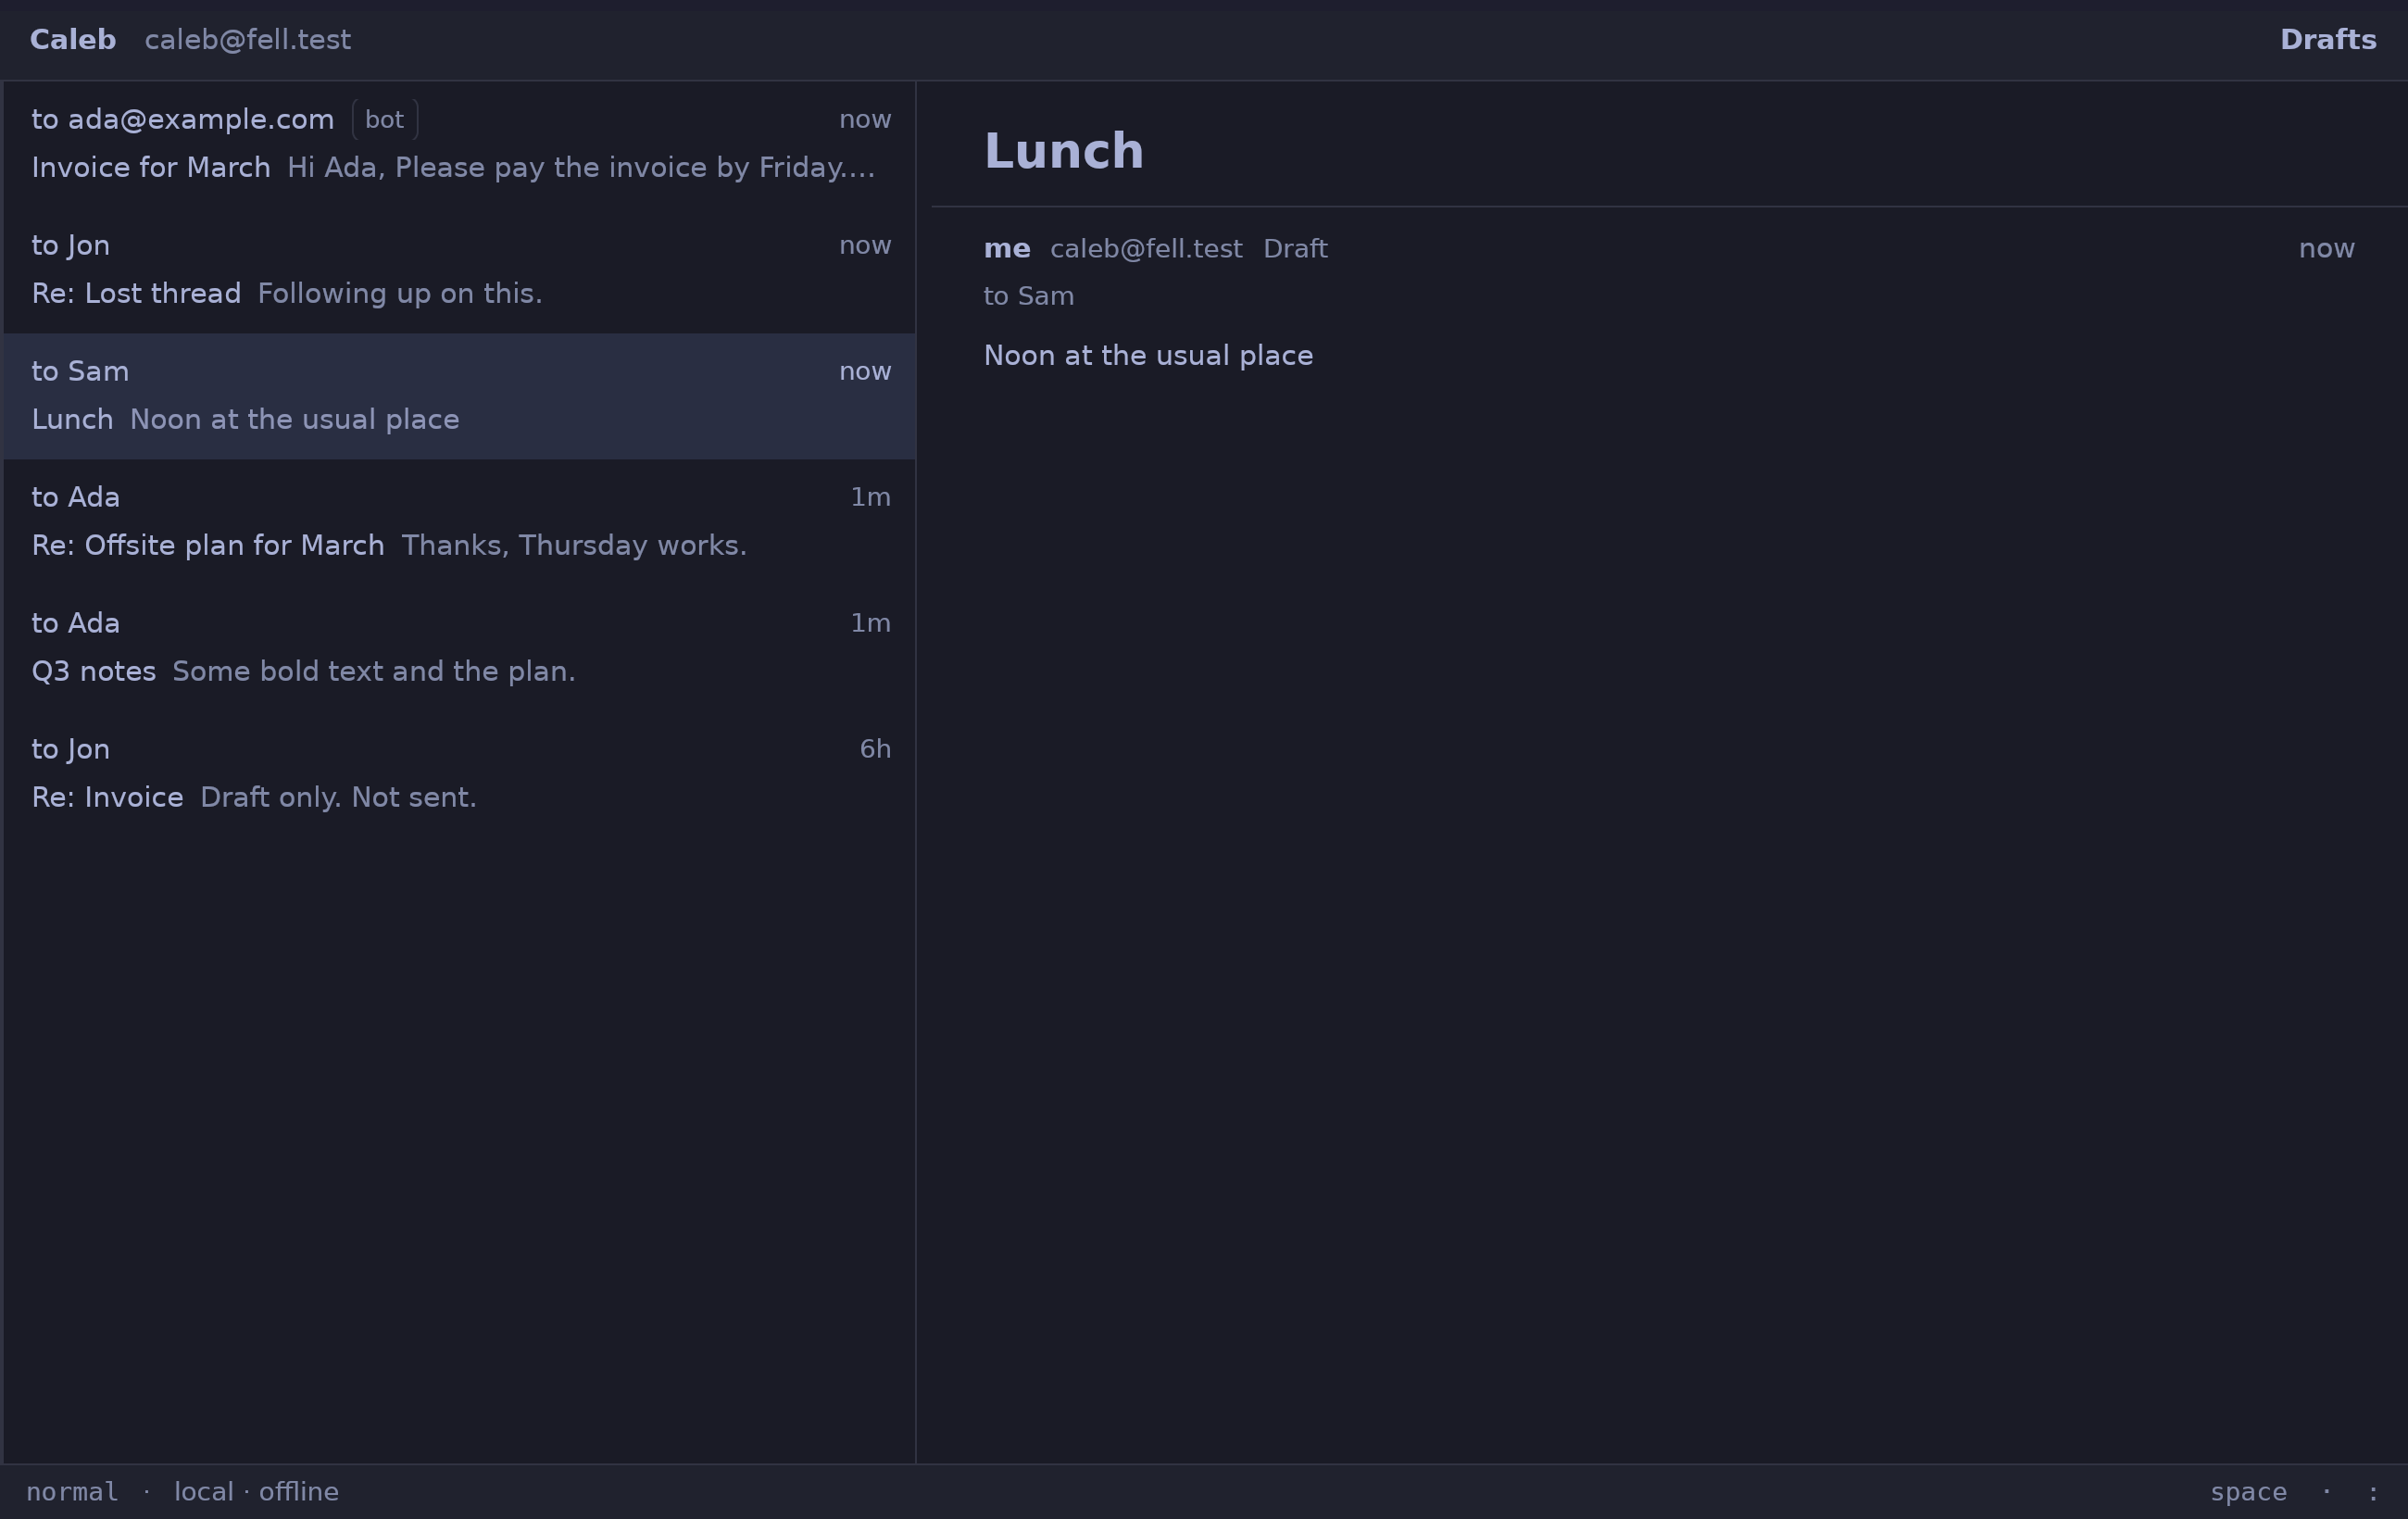 Caleb caleb@fell.test Drafts
to ada@example.com bot now
Invoice for March Hi Ada, Please pay the invoice by Friday....
to Jon now
Re: Lost thread Following up on this.
to Sam now
Lunch Noon at the usual place
to Ada 1m
Re: Offsite plan for March Thanks, Thursday works.
to Ada 1m
Q3 notes Some bold text and the plan.
to Jon 6h
Re: Invoice Draft only. Not sent.
Lunch
me caleb@fell.test Draft now
to Sam
Noon at the usual place
normal · local · offline space · :